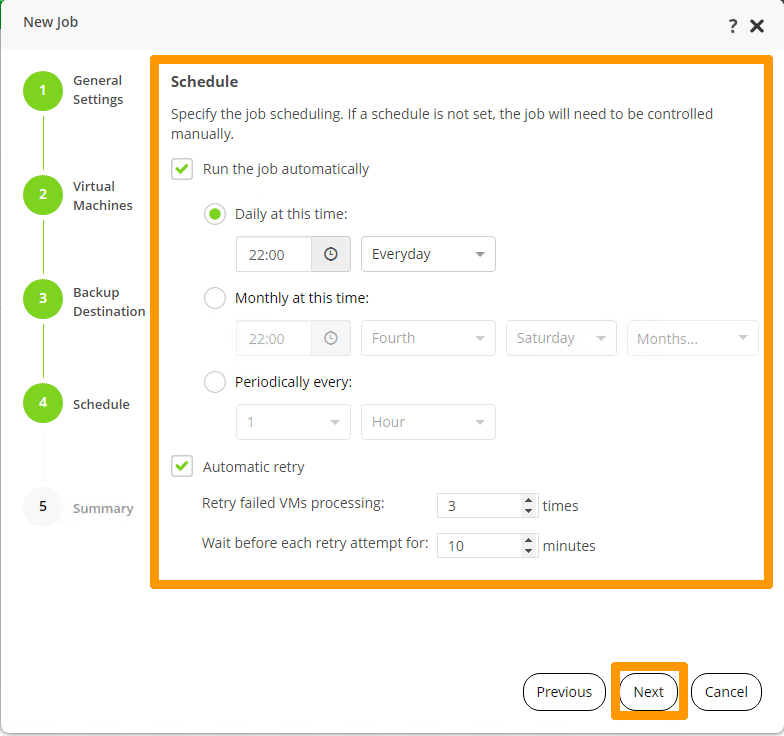 New Job
?
1
General
Settings
2
Virtual
Machines
3
Backup
Destination
4
Schedule
5
Summary
Schedule
Specify the job scheduling. If a schedule is not set, the job will need to be controlled
manually.
Run the job automatically
Daily at this time:
22:00 Everyday
Monthly at this time:
22:00 Fourth Saturday Months...
Periodically every:
1 Hour
Automatic retry
Retry failed VMs processing: 3 times
Wait before each retry attempt for: 10 minutes
Previous Next Cancel